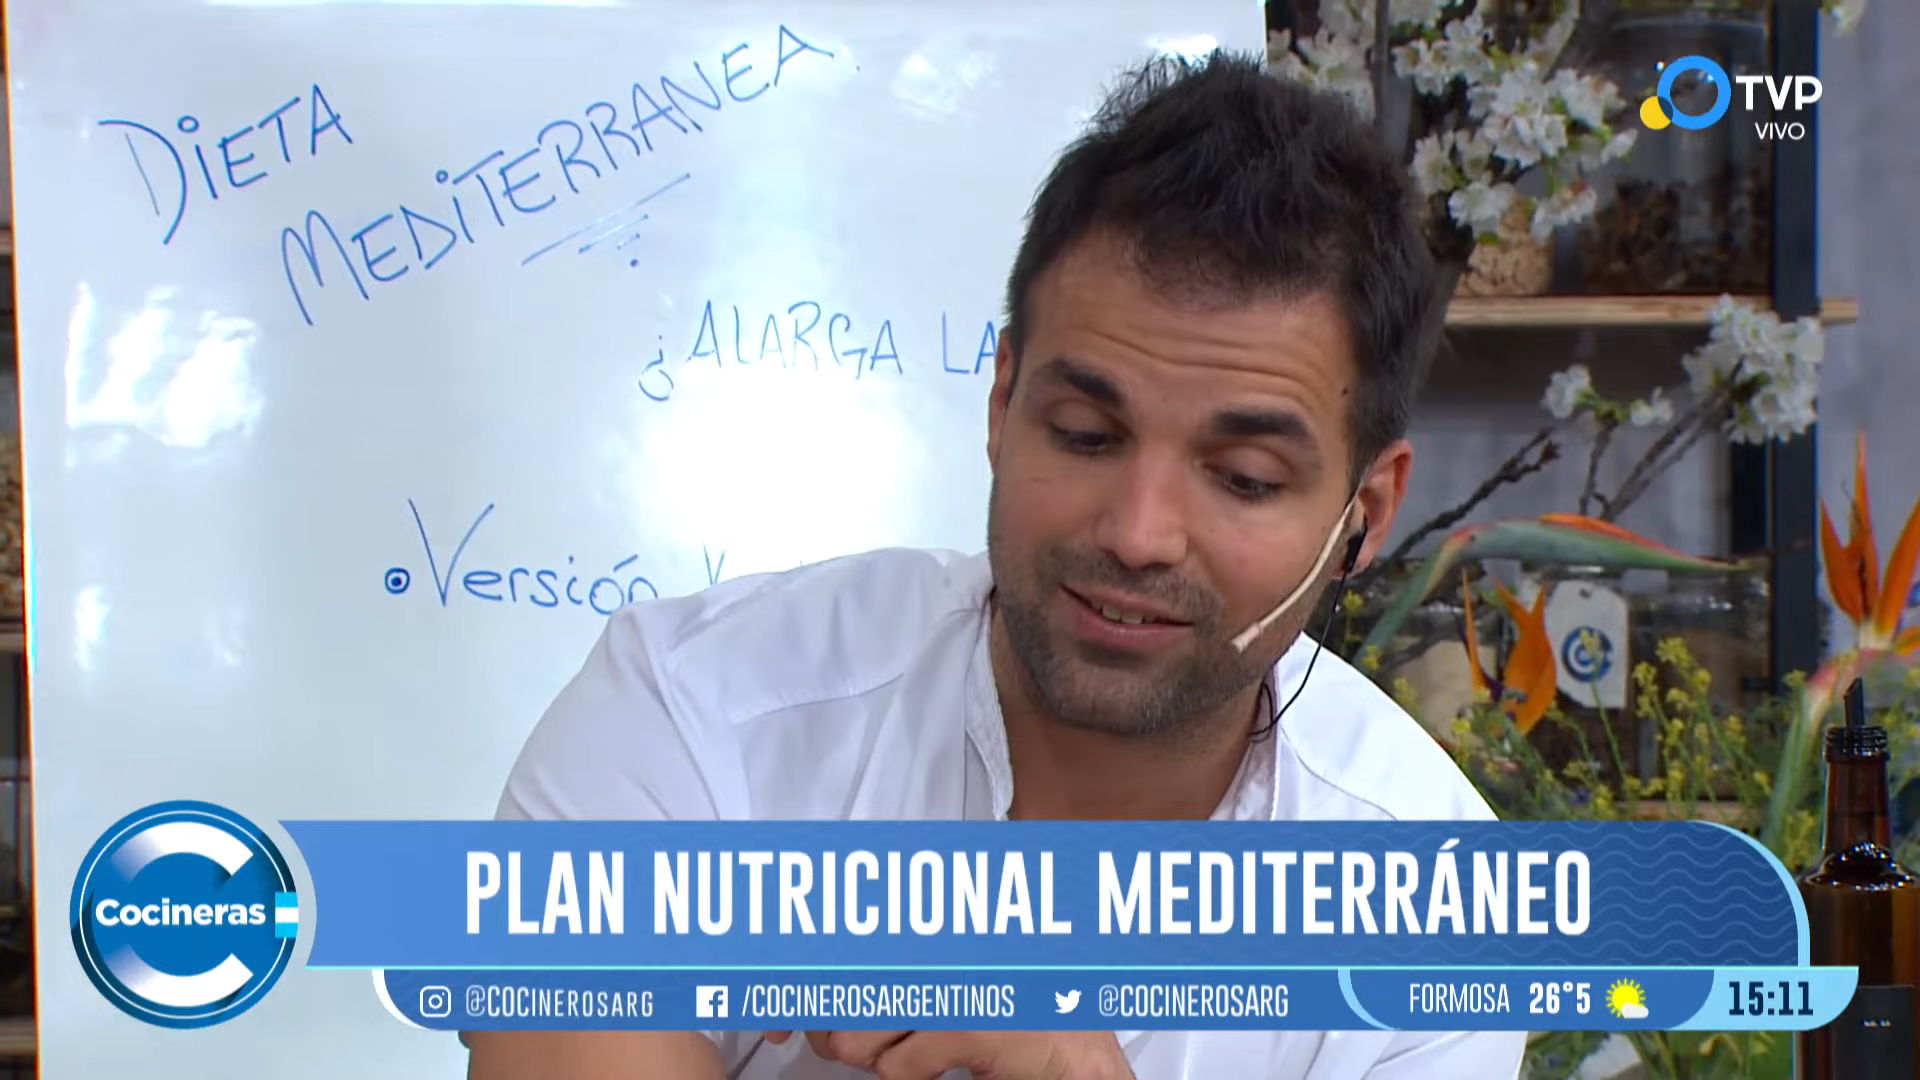 DiETA
MEDiTERRANEA.
¿ALARGA LA
Versión
TVP
VIVO
PLAN NUTRICIONAL MEDITERRÁNEO
Cocineras
@COCINEROSARG
/COCINEROSARGENTINOS
@COCINEROSARG
FORMOSA 26°5
15:11